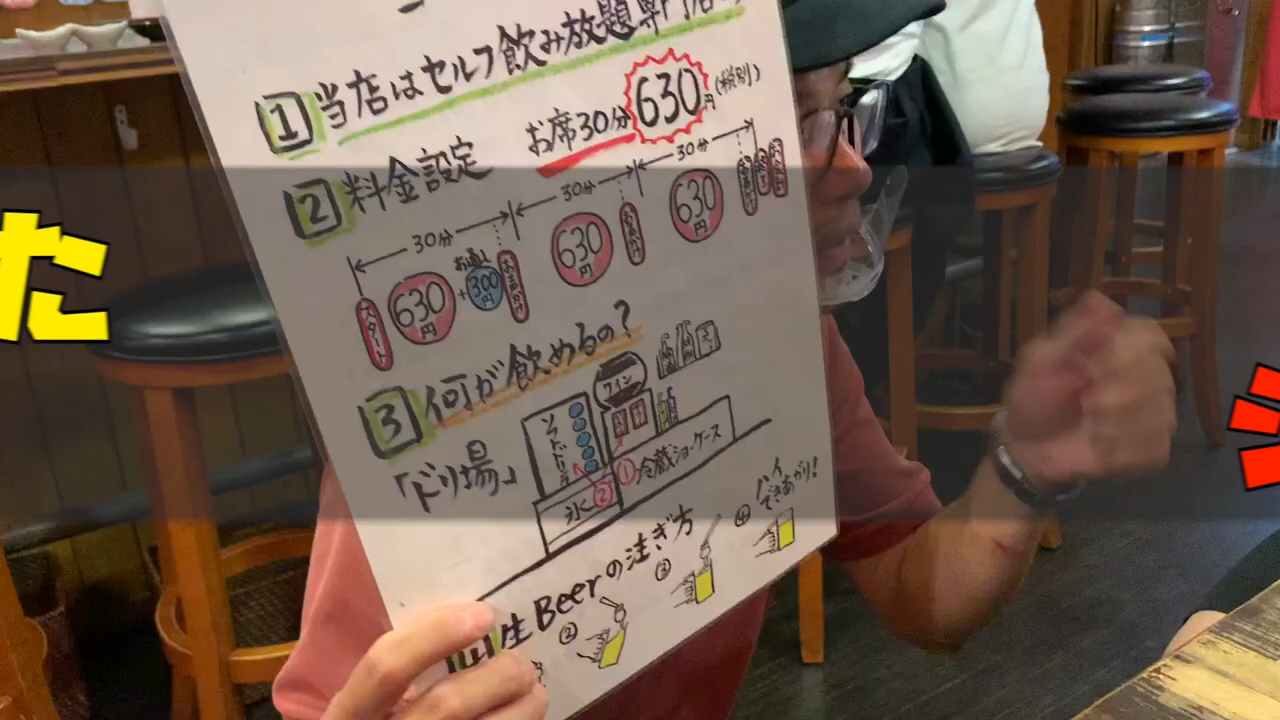 1 当店はセルフ飲み放題専門店
2 料金設定 お席30分 630円(税別)
30分 30分 30分
スタート 630円 お通し +300円 おあがけ 630円 630円
3 何が飲めるの?
「ドリ場」
ワイン
ソフトドリンク
氷 ② ①冷蔵ショーケース
生Beerの注ぎ方
② ③ ④ ハイ できあがり!
た